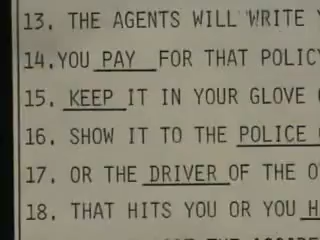 13. THE AGENTS WILL WRITE
14.YOU PAY FOR THAT POLICY
15. KEEP IT IN YOUR GLOVE
16. SHOW IT TO THE POLICE
17. OR THE DRIVER OF THE
18. THAT HITS YOU OR YOU